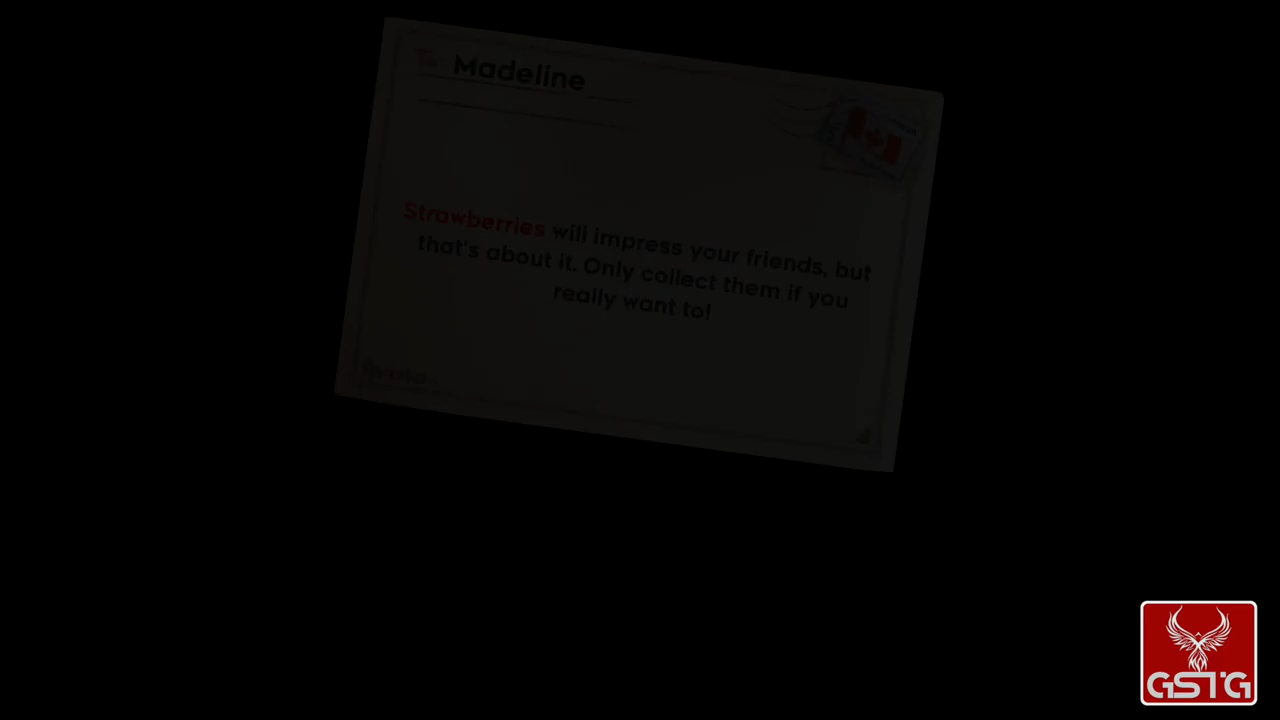 To Madeline
Strawberries will impress your friends, but
that's about it. Only collect them if you
really want to!
GSTG